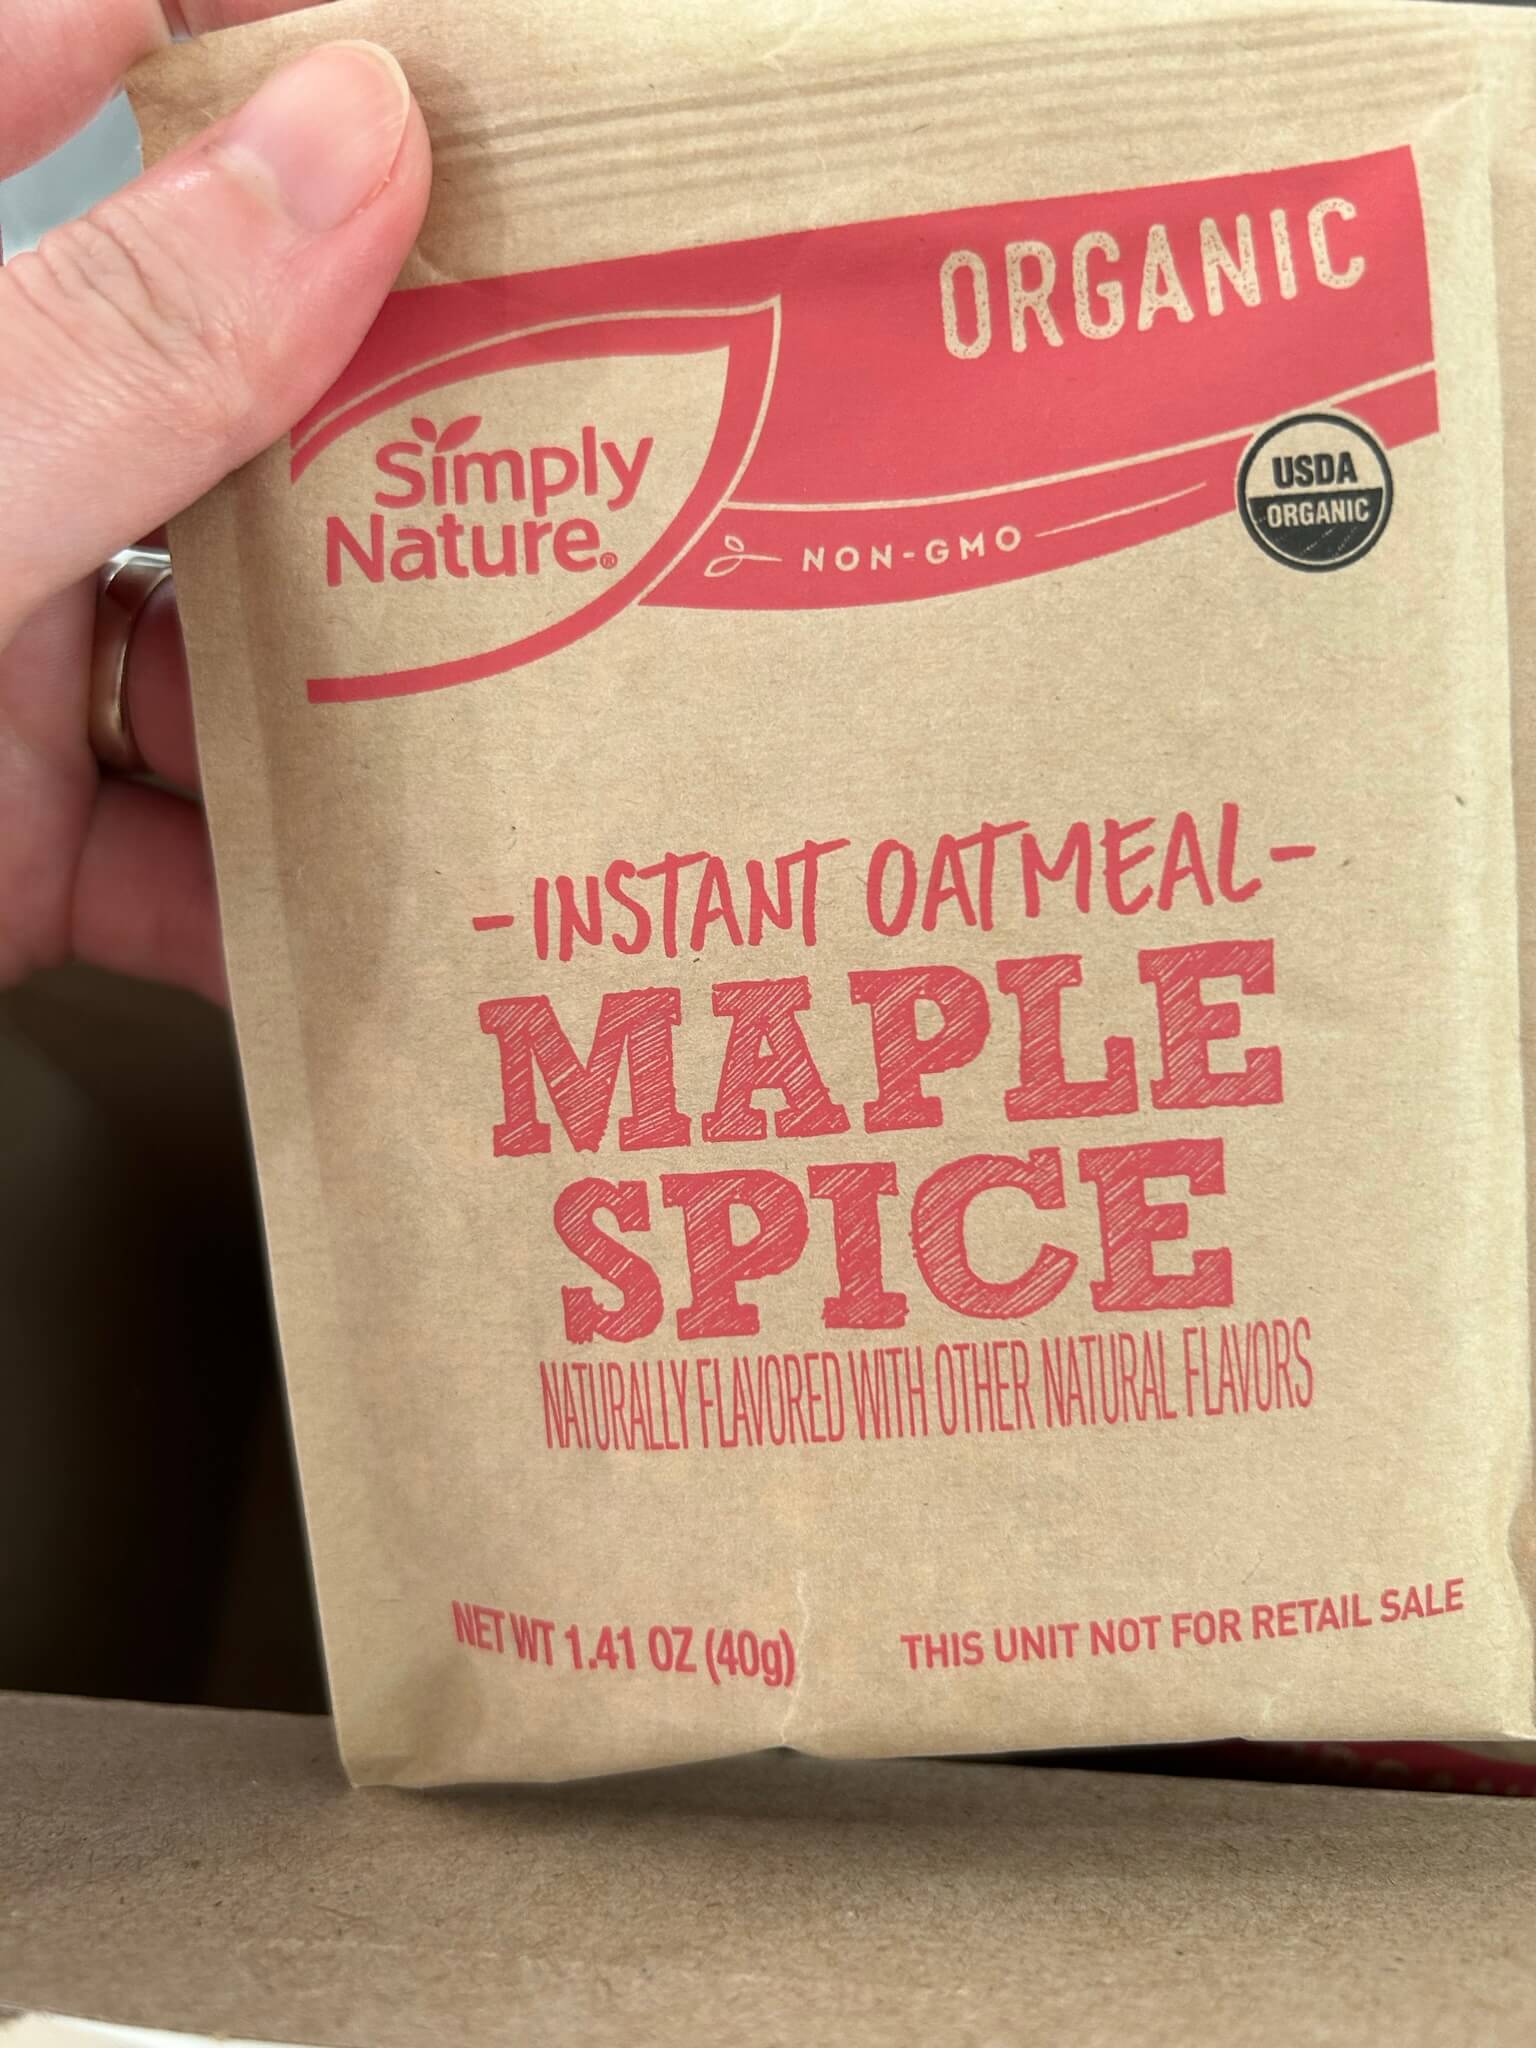 ORGANIC
Simply
Nature®
NON-GMO
USDA
ORGANIC
-INSTANT OATMEAL-
MAPLE
SPICE
NATURALLY FLAVORED WITH OTHER NATURAL FLAVORS
NET WT 1.41 OZ (40g)
THIS UNIT NOT FOR RETAIL SALE